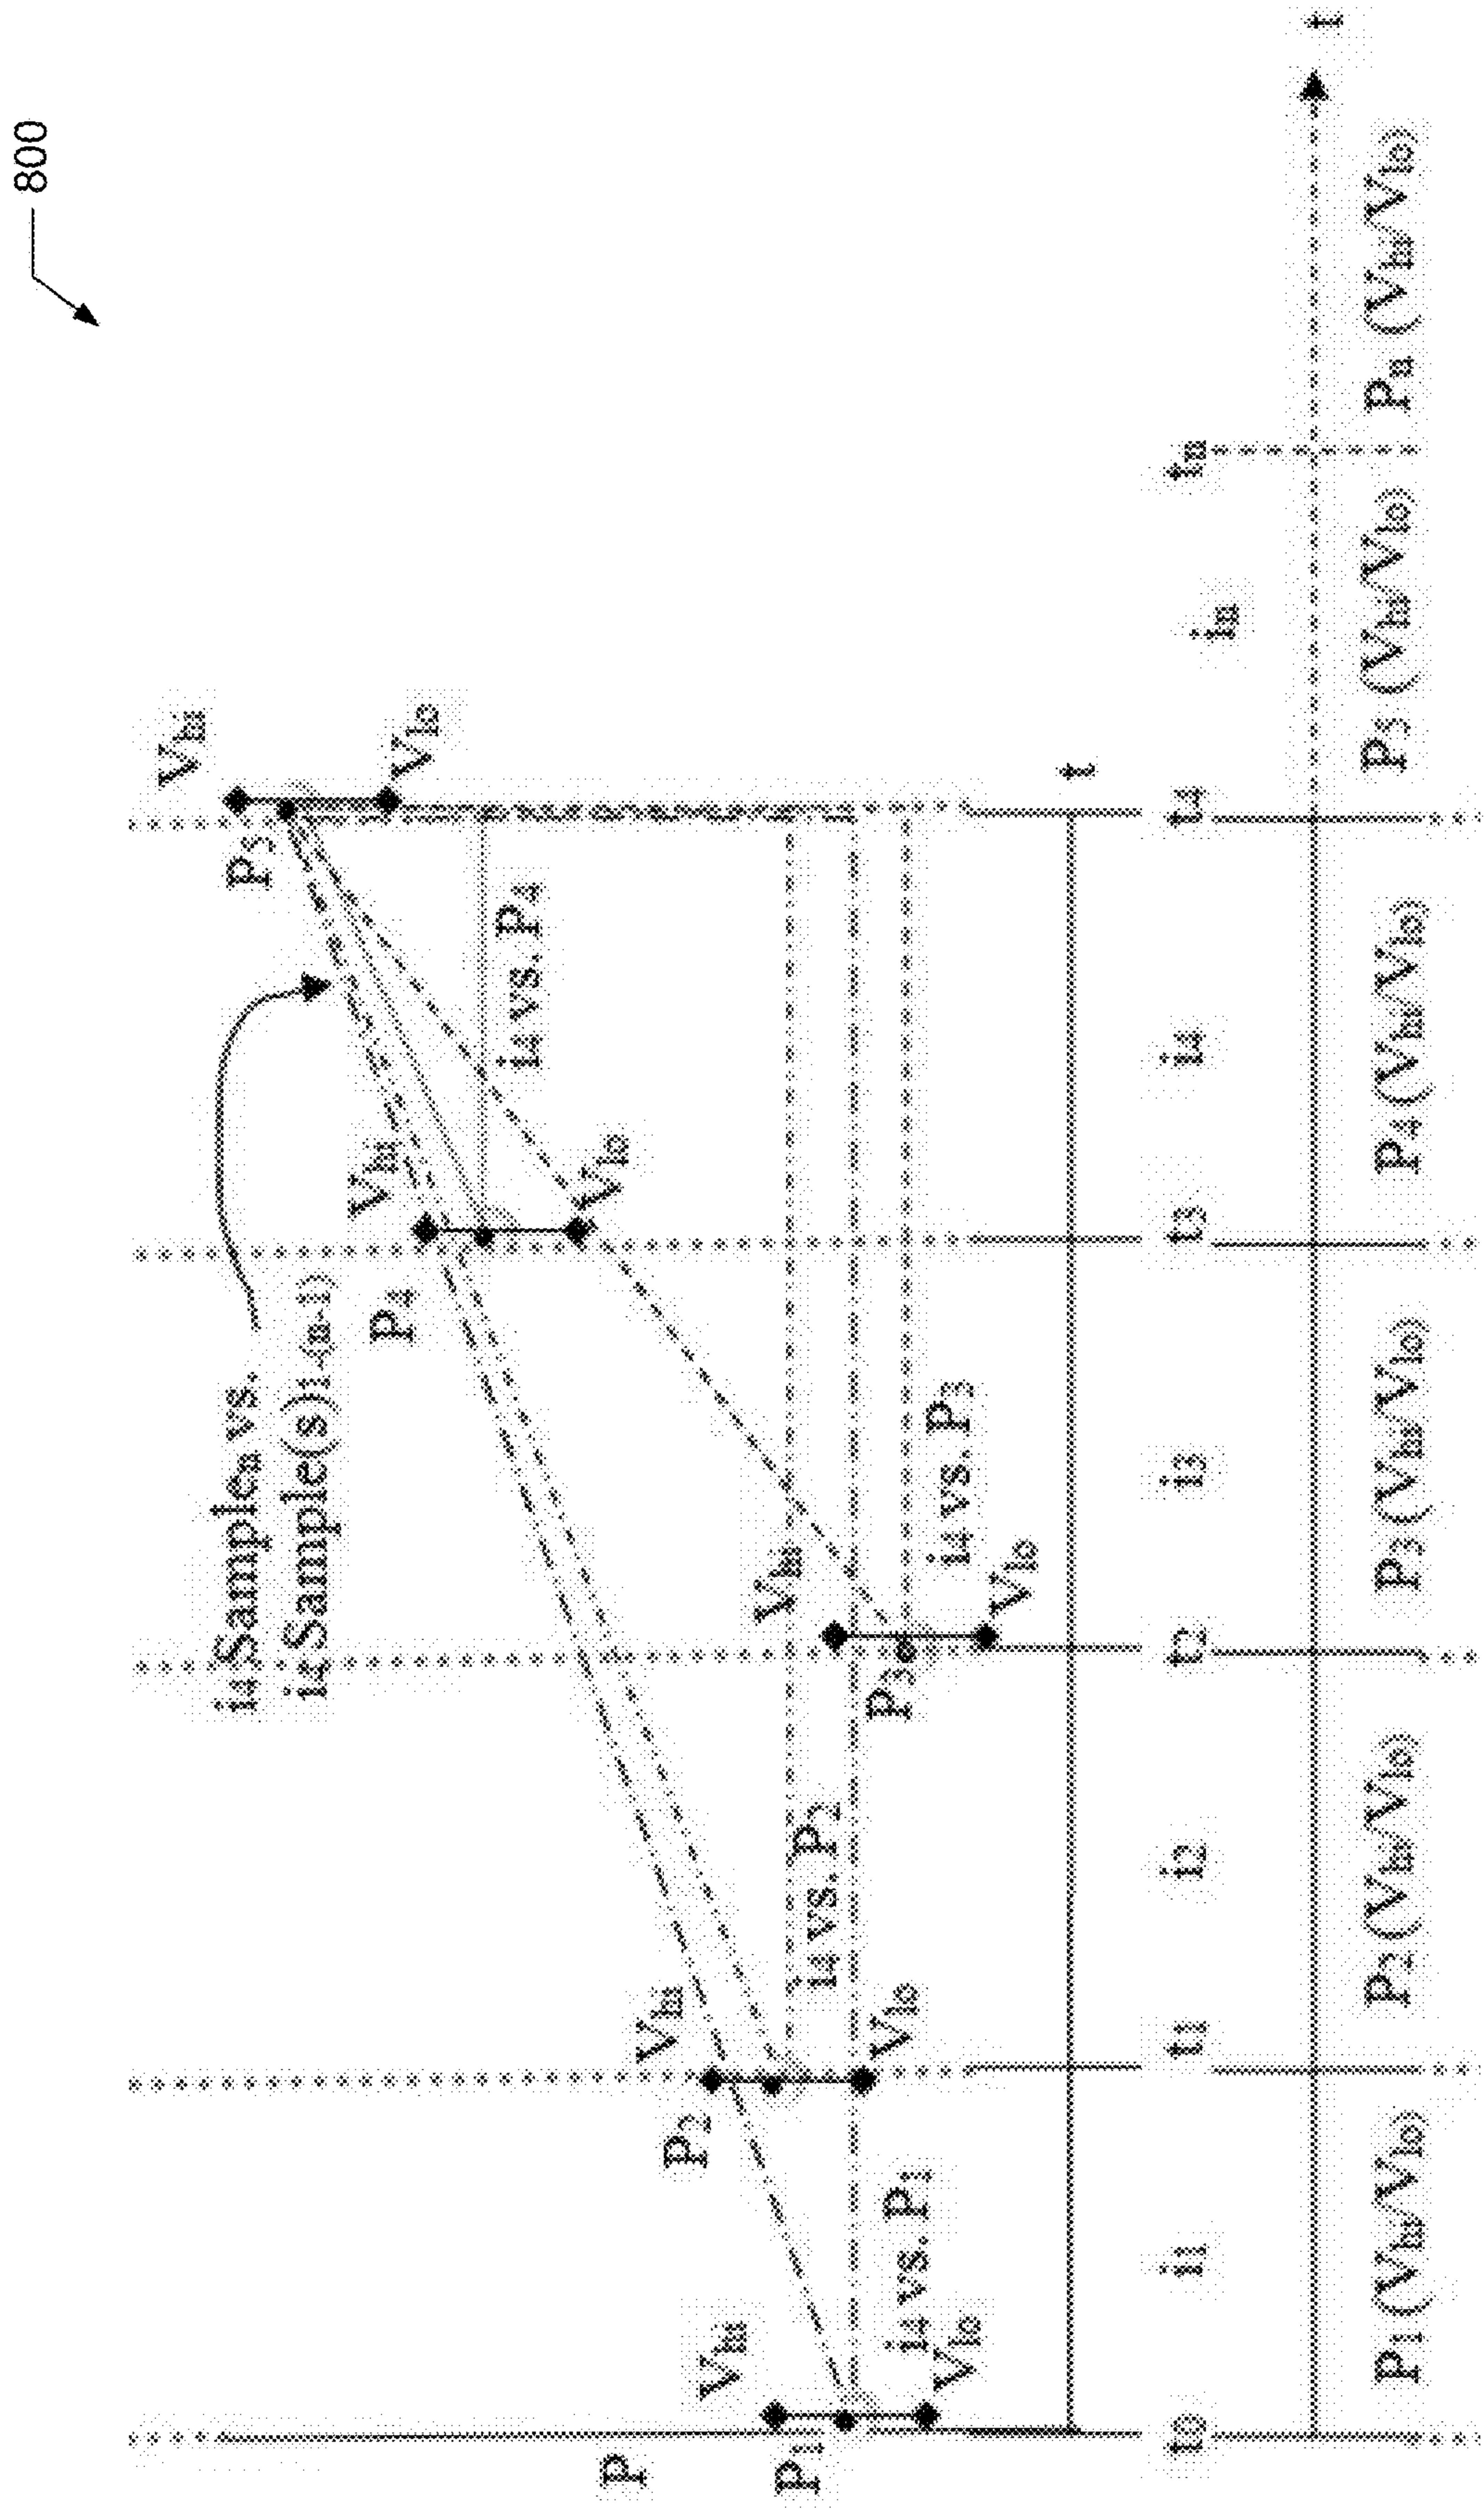 800
i₄ Sampleₙ vs.
i₄ Sample(s)₁₋₍ₙ₋₁₎
P
P₁
Vhi
Vlo
i₄ vs. P₁
P₂
Vhi
Vlo
i₄ vs. P₂
P₃
Vhi
Vlo
i₄ vs. P₃
P₄
Vhi
Vlo
i₄ vs. P₄
P₅
Vhi
Vlo
t
t₀ i₁ t₁ i₂ t₂ i₃ t₃ i₄ t₄ iₙ tₙ
t
P₁ (Vhi/Vlo) P₂ (Vhi/Vlo) P₃ (Vhi/Vlo) P₄ (Vhi/Vlo) P₅ (Vhi/Vlo) Pₙ (Vhi/Vlo)